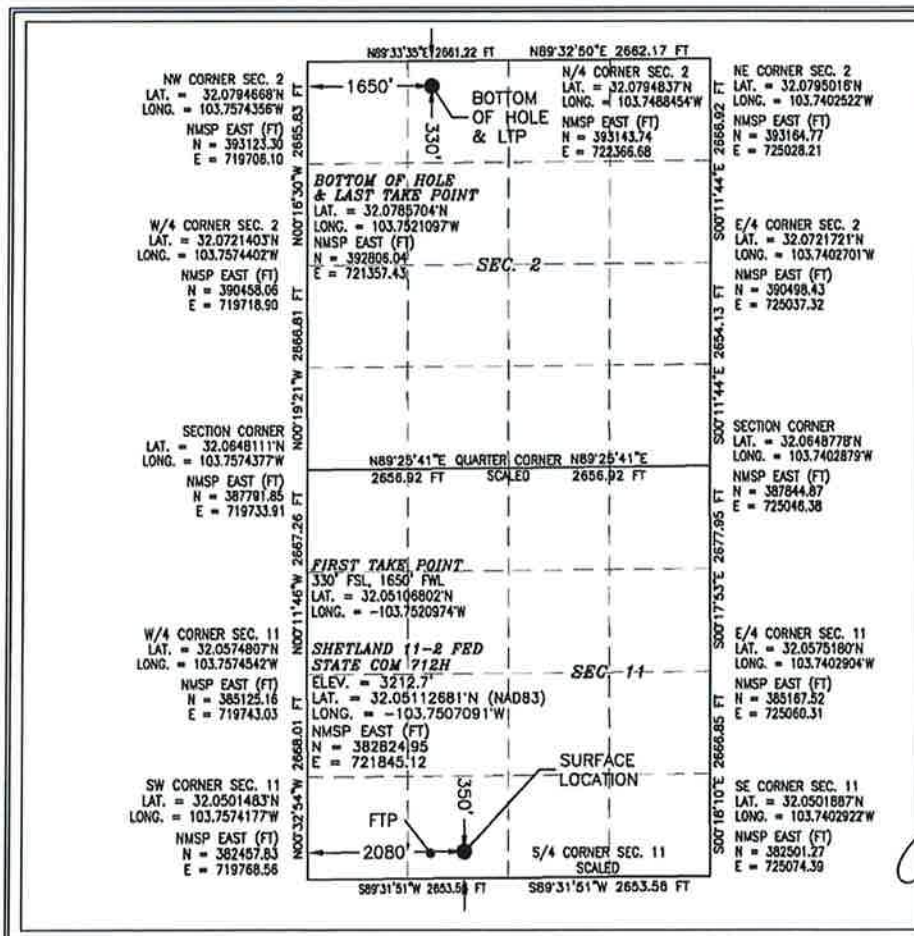 N89°33'35"E 2661.22 FT
N89°32'50"E 2662.17 FT
NW CORNER SEC. 2
LAT. = 32.0794668'N
LONG. = 103.7574356'W
NMSP EAST (FT)
N = 393123.30
E = 719708.10
1650'
330'
BOTTOM
OF HOLE
& LTP
N/4 CORNER SEC. 2
LAT. = 32.0794837'N
LONG. = 103.7488454'W
NMSP EAST (FT)
N = 393143.74
E = 722366.68
NE CORNER SEC. 2
LAT. = 32.0795016'N
LONG. = 103.7402522'W
NMSP EAST (FT)
N = 393164.77
E = 725028.21
N00°16'30"W 2665.83 FT
S00°11'44"E 2666.92 FT
BOTTOM OF HOLE
& LAST TAKE POINT
LAT. = 32.0785704'N
LONG. = 103.7521097'W
NMSP EAST (FT)
N = 392806.04
E = 721357.43
SEC. 2
W/4 CORNER SEC. 2
LAT. = 32.0721403'N
LONG. = 103.7574402'W
NMSP EAST (FT)
N = 390458.06
E = 719718.90
E/4 CORNER SEC. 2
LAT. = 32.0721721'N
LONG. = 103.7402701'W
NMSP EAST (FT)
N = 390498.43
E = 725037.32
N00°19'21"W 2666.81 FT
S00°11'44"E 2654.13 FT
SECTION CORNER
LAT. = 32.0648111'N
LONG. = 103.7574377'W
NMSP EAST (FT)
N = 387791.85
E = 719733.91
N89°25'41"E QUARTER CORNER N89°25'41"E
2656.92 FT SCALED 2656.92 FT
SECTION CORNER
LAT. = 32.0648778'N
LONG. = 103.7402879'W
NMSP EAST (FT)
N = 387844.87
E = 725046.38
N00°11'46"W 2667.26 FT
S00°17'53"E 2677.95 FT
FIRST TAKE POINT
330' FSL, 1650' FWL
LAT. = 32.05106802'N
LONG. = -103.7520974'W
W/4 CORNER SEC. 11
LAT. = 32.0574807'N
LONG. = 103.7574542'W
NMSP EAST (FT)
N = 385125.16
E = 719743.03
SHETLAND 11-2 FED
STATE COM 712H
ELEV. = 3212.7'
LAT. = 32.05112681'N (NAD83)
LONG. = -103.7507091'W
NMSP EAST (FT)
N = 382824.95
E = 721845.12
SEC. 11
E/4 CORNER SEC. 11
LAT. = 32.0575180'N
LONG. = 103.7402904'W
NMSP EAST (FT)
N = 385167.52
E = 725060.31
N00°32'54"W 2668.01 FT
S00°18'10"E 2666.85 FT
SW CORNER SEC. 11
LAT. = 32.0501483'N
LONG. = 103.7574177'W
NMSP EAST (FT)
N = 382457.83
E = 719768.56
FTP
2080'
350'
SURFACE
LOCATION
S/4 CORNER SEC. 11
SCALED
SE CORNER SEC. 11
LAT. = 32.0501887'N
LONG. = 103.7402922'W
NMSP EAST (FT)
N = 382501.27
E = 725074.39
S89°31'51"W 2653.56 FT
S89°31'51"W 2653.56 FT